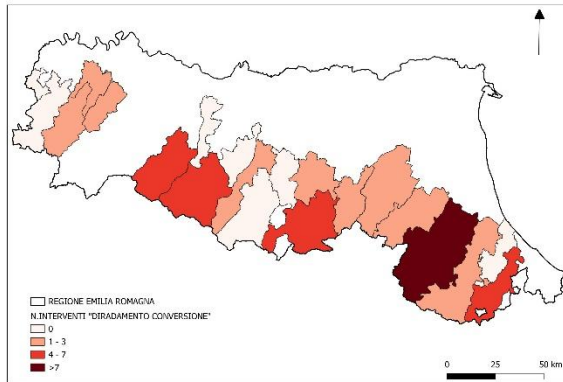 REGIONE EMILIA ROMAGNA
N.INTERVENTI "DIRADAMENTO CONVERSIONE"
0
1 - 3
4 - 7
>7
0 25 50 km